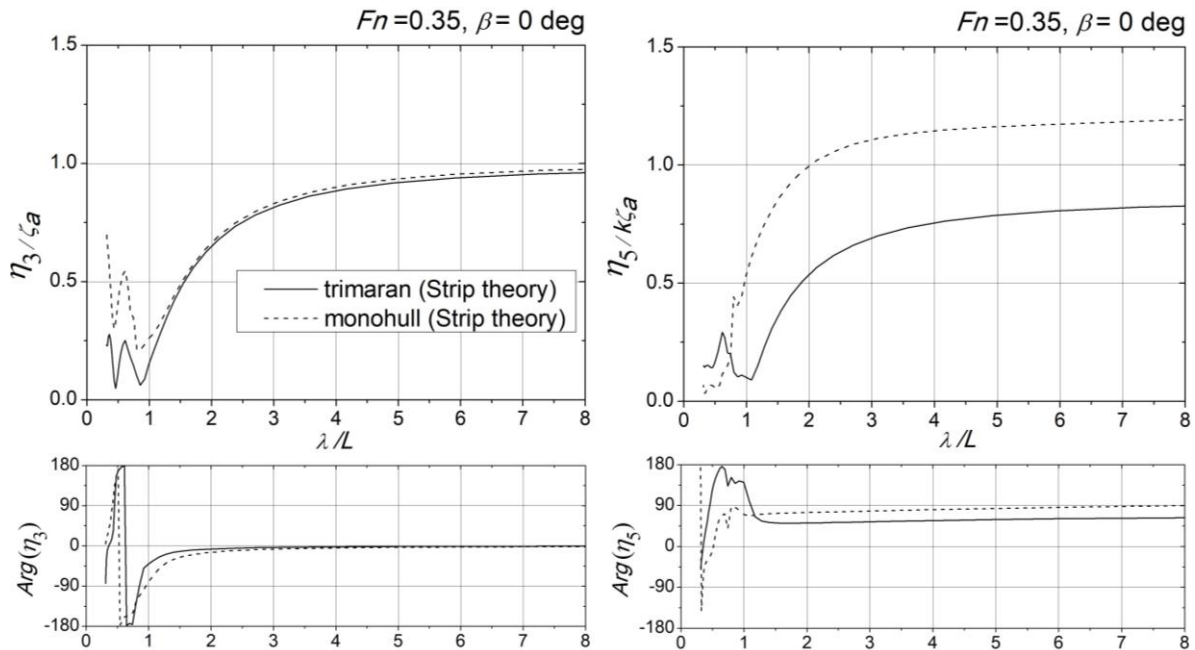 Fn=0.35, β= 0 deg
1.5
1.0
0.5
0.0
η3/ζa
trimaran (Strip theory)
monohull (Strip theory)
0 1 2 3 4 5 6 7 8
λ/L
180
90
0
-90
-180
Arg(η3)
0 1 2 3 4 5 6 7 8
Fn=0.35, β= 0 deg
1.5
1.0
0.5
0.0
η5/kζa
0 1 2 3 4 5 6 7 8
λ/L
180
90
0
-90
-180
Arg(η5)
0 1 2 3 4 5 6 7 8